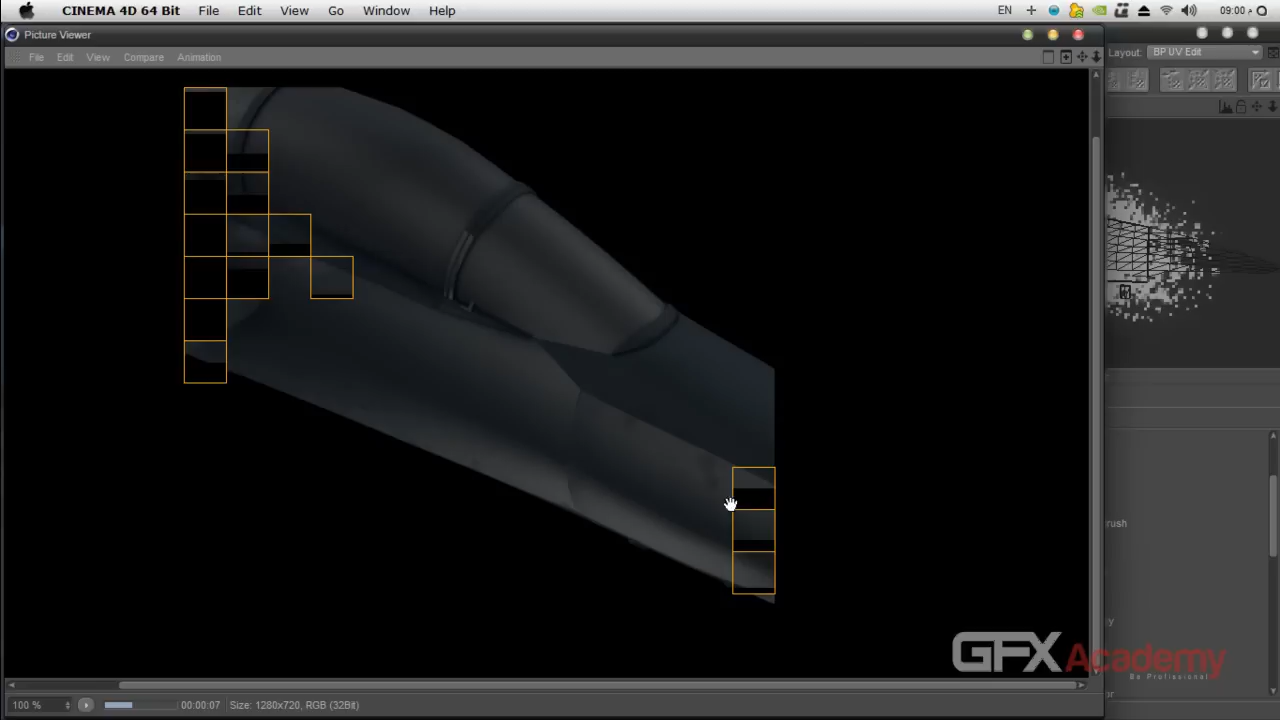 CINEMA 4D 64 Bit File Edit View Go Window Help EN 09:00 م
Picture Viewer
Layout: BP UV Edit
File Edit View Compare Animation
rush
GFX Academy
Be Profissional
100 % 00:00:07 Size: 1280x720, RGB (32Bit)